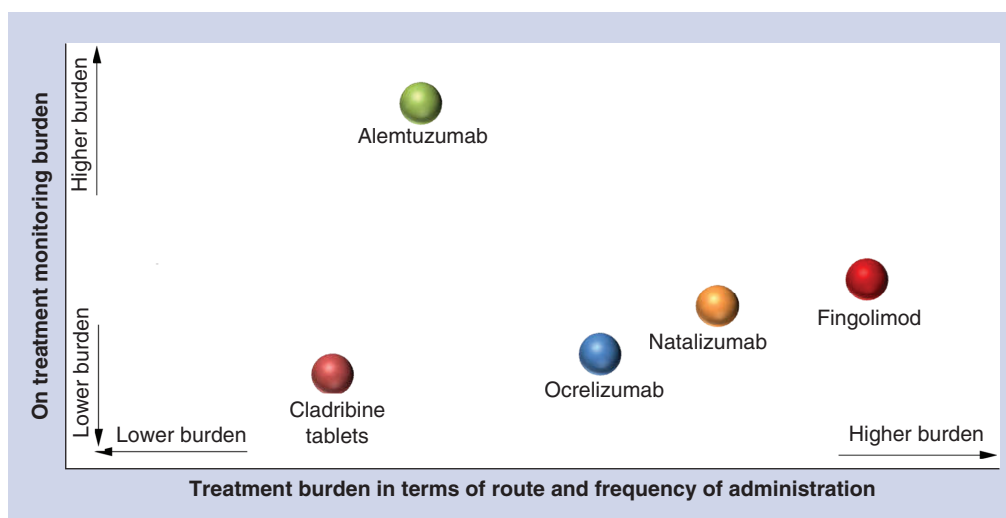 On treatment monitoring burden
Higher burden
Lower burden
Alemtuzumab
Fingolimod
Natalizumab
Ocrelizumab
Cladribine
tablets
Lower burden
Higher burden
Treatment burden in terms of route and frequency of administration